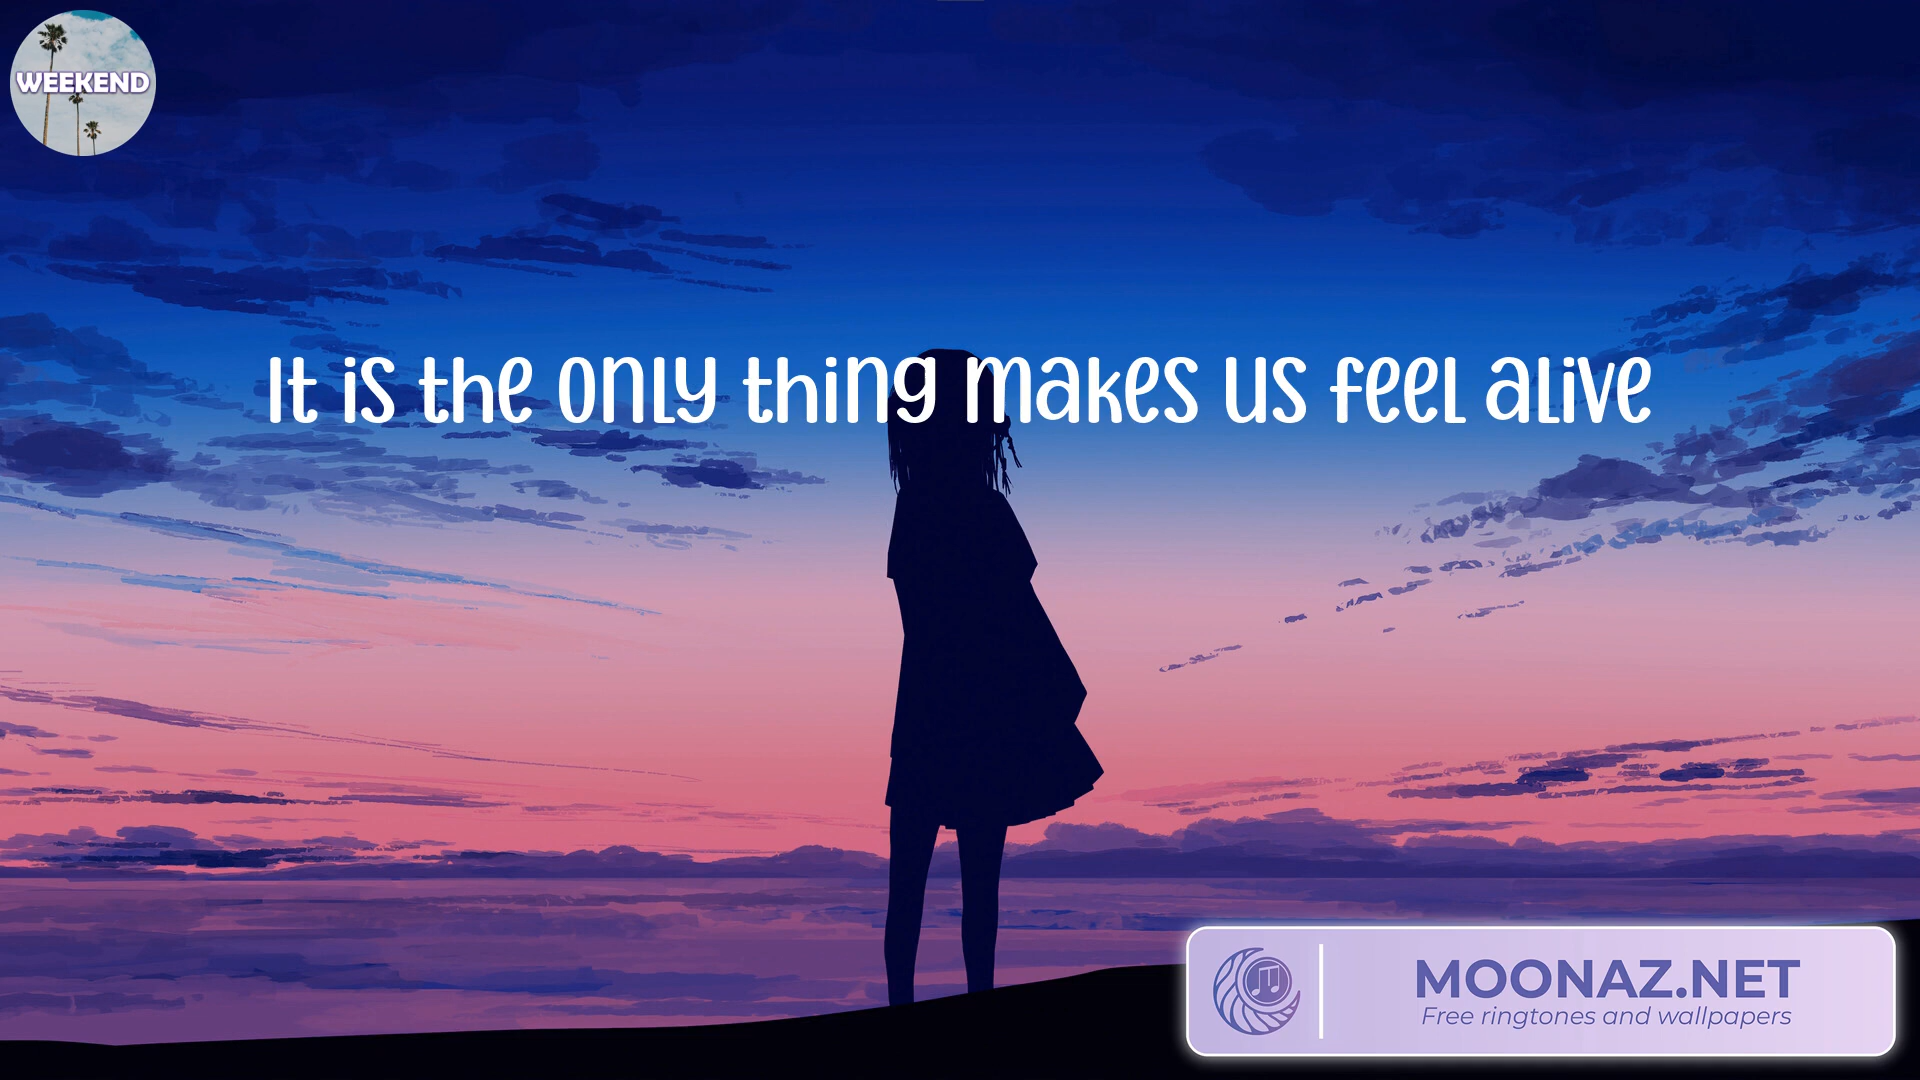 WEEKEND
It is the only thing makes us feel alive
MOONAZ.NET
Free ringtones and wallpapers